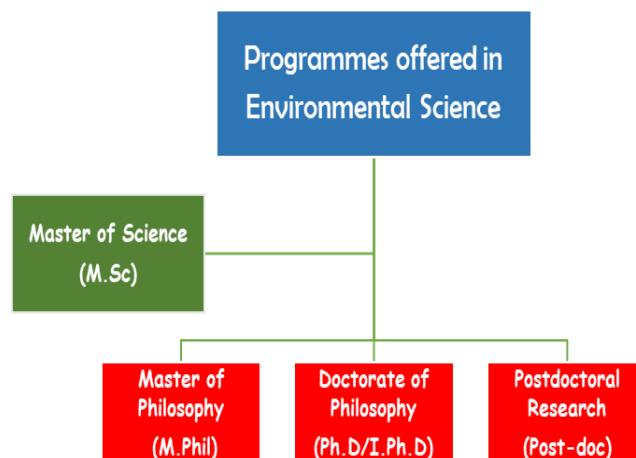 Programmes offered in
Environmental Science
Master of Science
(M.Sc)
Master of
Philosophy
(M.Phil)
Doctorate of
Philosophy
(Ph.D/I.Ph.D)
Postdoctoral
Research
(Post-doc)